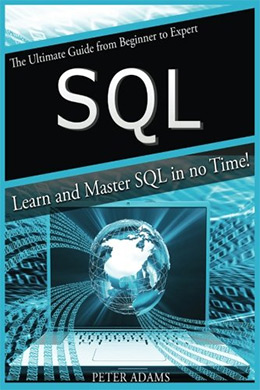 The Ultimate Guide from Beginner to Expert
SQL
Learn and Master SQL in no Time!
PETER ADAMS